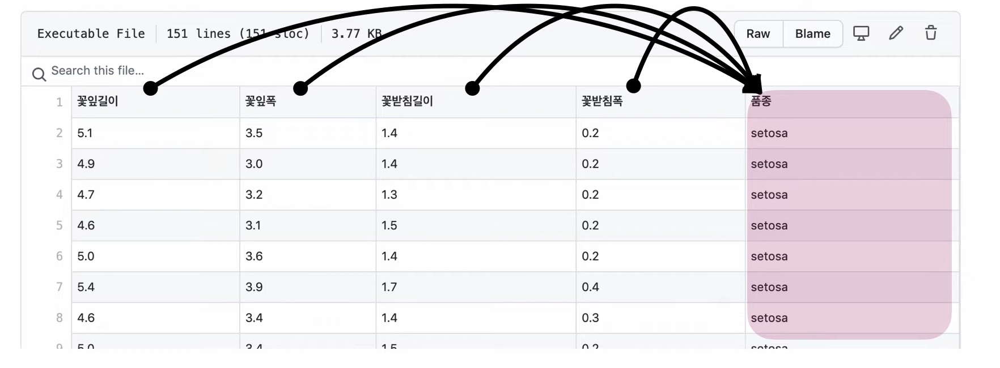 Executable File 151 lines (151 sloc) 3.77 KB Raw Blame
Search this file...
1 꽃잎길이 꽃잎폭 꽃받침길이 꽃받침폭 품종
2 5.1 3.5 1.4 0.2 setosa
3 4.9 3.0 1.4 0.2 setosa
4 4.7 3.2 1.3 0.2 setosa
5 4.6 3.1 1.5 0.2 setosa
6 5.0 3.6 1.4 0.2 setosa
7 5.4 3.9 1.7 0.4 setosa
8 4.6 3.4 1.4 0.3 setosa
9 5.0 3.4 1.5 0.2 setosa